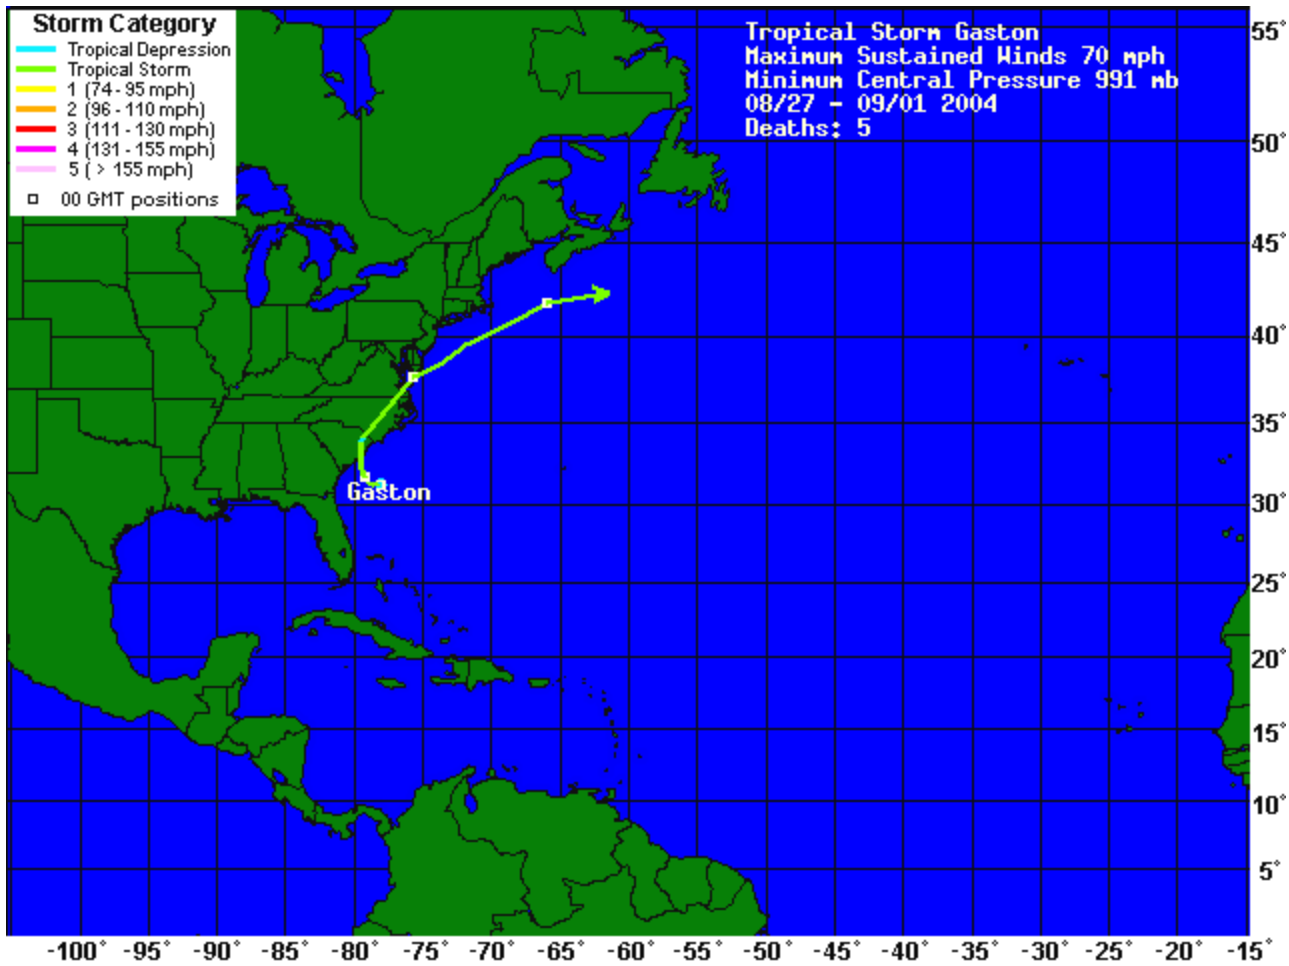 Storm Category
Tropical Depression
Tropical Storm
1 (74-95 mph)
2 (96-110 mph)
3 (111-130 mph)
4 (131-155 mph)
5 ( > 155 mph)
00 GMT positions
Tropical Storm Gaston
Maximum Sustained Winds 70 mph
Minimum Central Pressure 991 mb
08/27 - 09/01 2004
Deaths: 5
55°
50°
45°
40°
35°
Gaston
30°
25°
20°
15°
10°
5°
-100° -95° -90° -85° -80° -75° -70° -65° -60° -55° -50° -45° -40° -35° -30° -25° -20° -15°